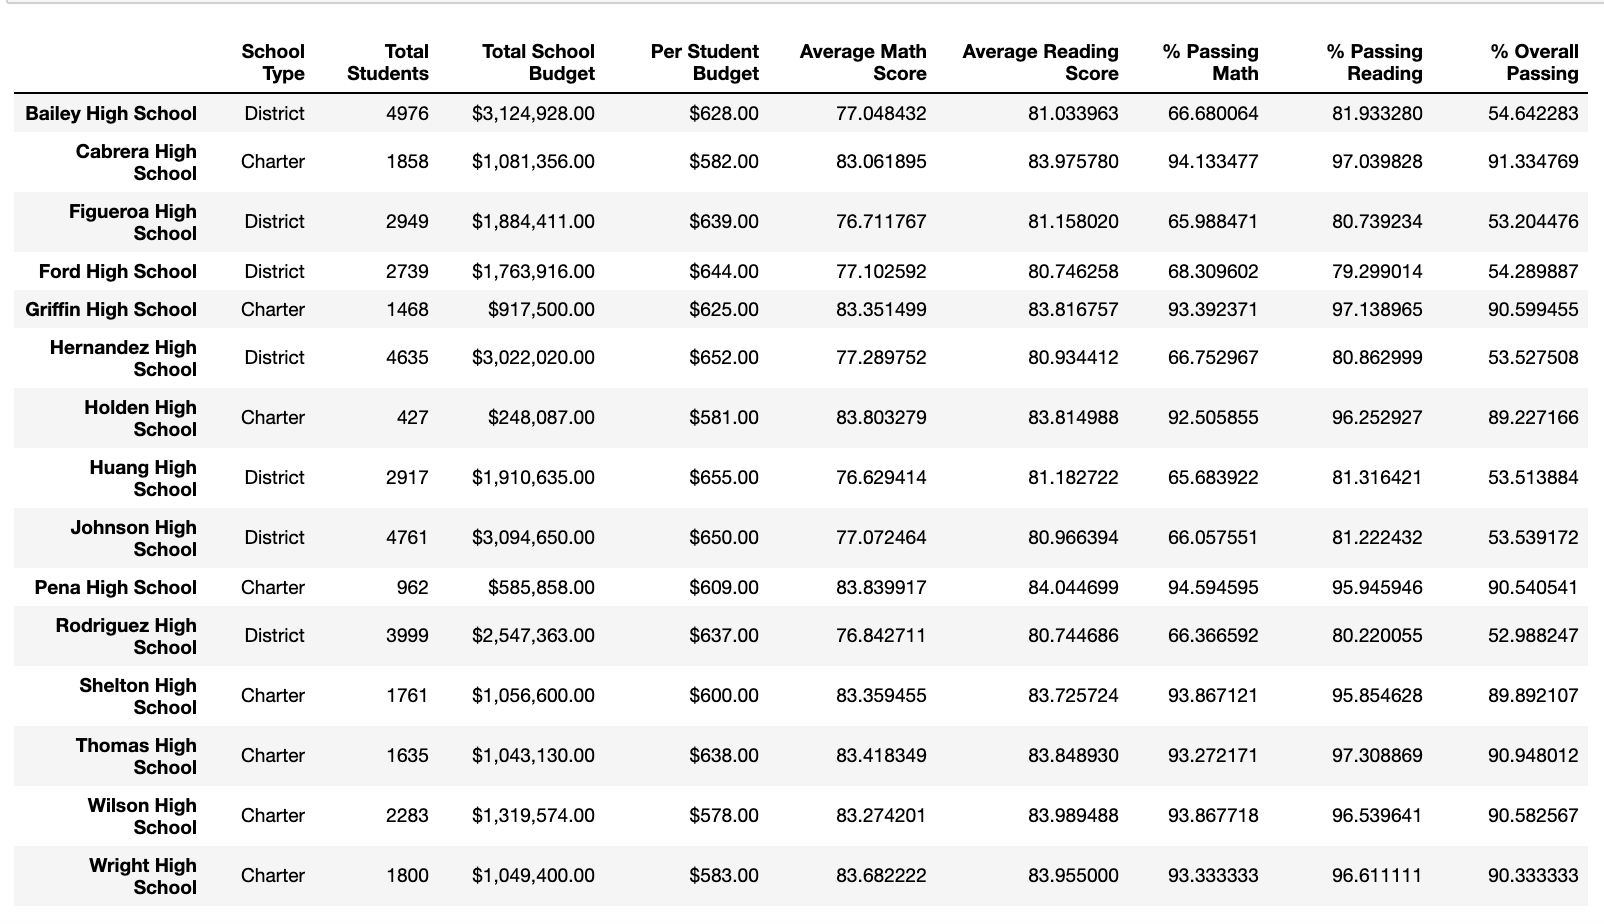 School Type Total Students Total School Budget Per Student Budget Average Math Score Average Reading Score % Passing Math % Passing Reading % Overall Passing
Bailey High School District 4976 $3,124,928.00 $628.00 77.048432 81.033963 66.680064 81.933280 54.642283
Cabrera High School Charter 1858 $1,081,356.00 $582.00 83.061895 83.975780 94.133477 97.039828 91.334769
Figueroa High School District 2949 $1,884,411.00 $639.00 76.711767 81.158020 65.988471 80.739234 53.204476
Ford High School District 2739 $1,763,916.00 $644.00 77.102592 80.746258 68.309602 79.299014 54.289887
Griffin High School Charter 1468 $917,500.00 $625.00 83.351499 83.816757 93.392371 97.138965 90.599455
Hernandez High School District 4635 $3,022,020.00 $652.00 77.289752 80.934412 66.752967 80.862999 53.527508
Holden High School Charter 427 $248,087.00 $581.00 83.803279 83.814988 92.505855 96.252927 89.227166
Huang High School District 2917 $1,910,635.00 $655.00 76.629414 81.182722 65.683922 81.316421 53.513884
Johnson High School District 4761 $3,094,650.00 $650.00 77.072464 80.966394 66.057551 81.222432 53.539172
Pena High School Charter 962 $585,858.00 $609.00 83.839917 84.044699 94.594595 95.945946 90.540541
Rodriguez High School District 3999 $2,547,363.00 $637.00 76.842711 80.744686 66.366592 80.220055 52.988247
Shelton High School Charter 1761 $1,056,600.00 $600.00 83.359455 83.725724 93.867121 95.854628 89.892107
Thomas High School Charter 1635 $1,043,130.00 $638.00 83.418349 83.848930 93.272171 97.308869 90.948012
Wilson High School Charter 2283 $1,319,574.00 $578.00 83.274201 83.989488 93.867718 96.539641 90.582567
Wright High School Charter 1800 $1,049,400.00 $583.00 83.682222 83.955000 93.333333 96.611111 90.333333